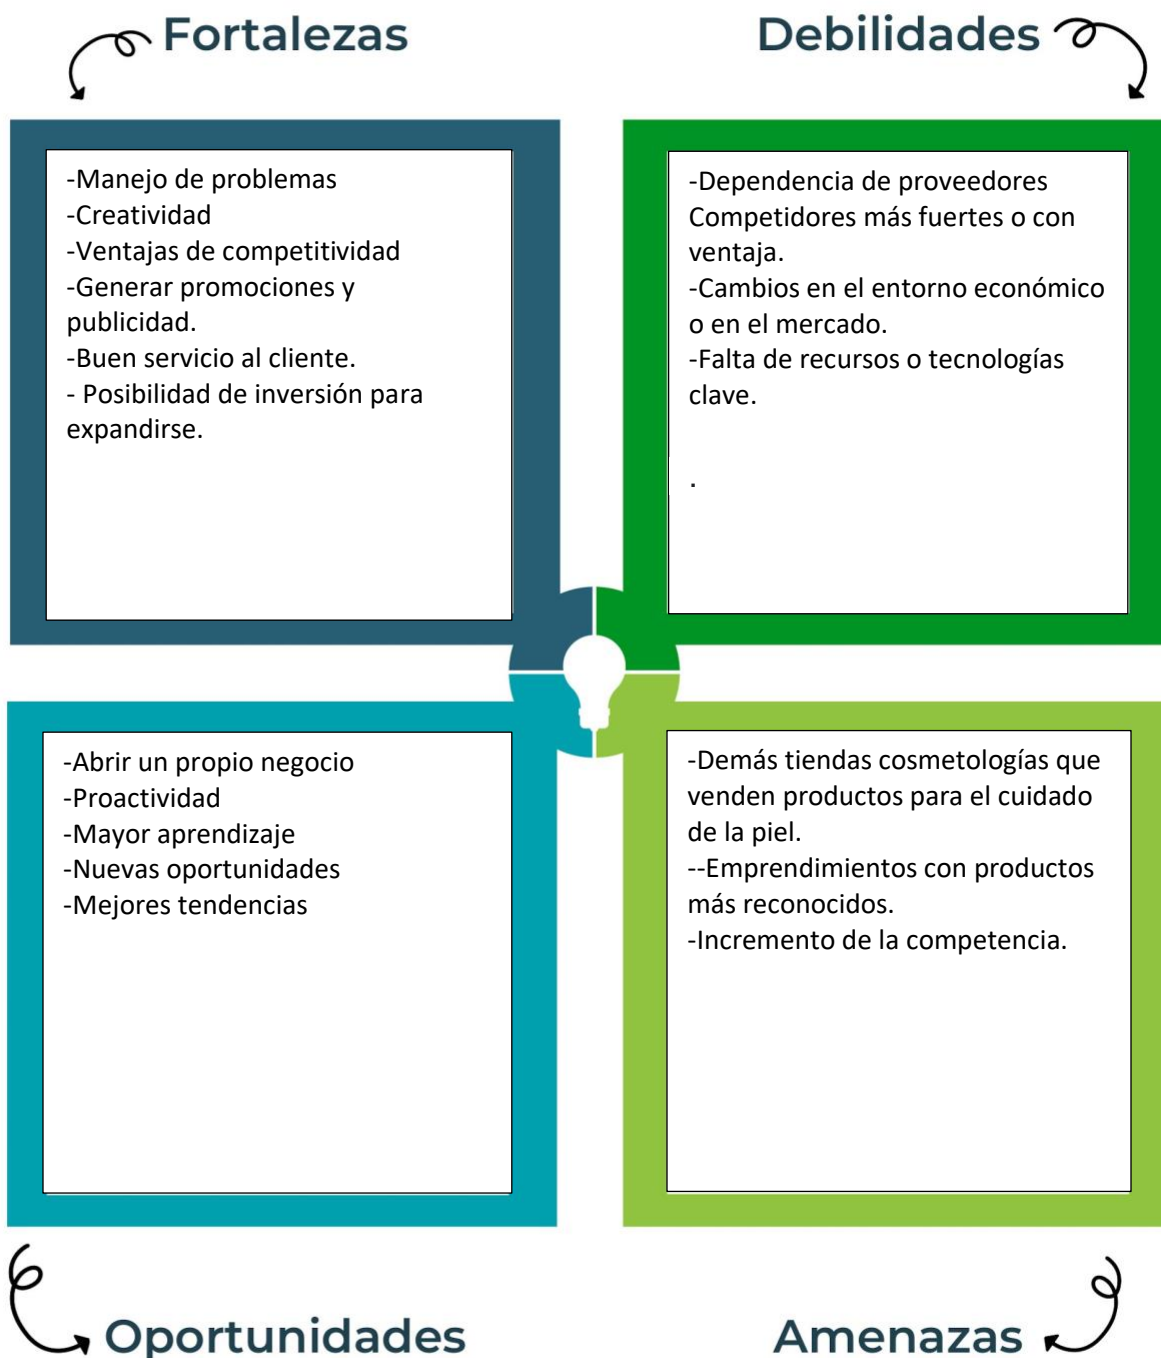 Fortalezas
-Manejo de problemas
-Creatividad
-Ventajas de competitividad
-Generar promociones y
publicidad.
-Buen servicio al cliente.
- Posibilidad de inversión para
expandirse.
Debilidades
-Dependencia de proveedores
Competidores más fuertes o con
ventaja.
-Cambios en el entorno económico
o en el mercado.
-Falta de recursos o tecnologías
clave.
.
-Abrir un propio negocio
-Proactividad
-Mayor aprendizaje
-Nuevas oportunidades
-Mejores tendencias
Oportunidades
-Demás tiendas cosmetologías que
venden productos para el cuidado
de la piel.
--Emprendimientos con productos
más reconocidos.
-Incremento de la competencia.
Amenazas